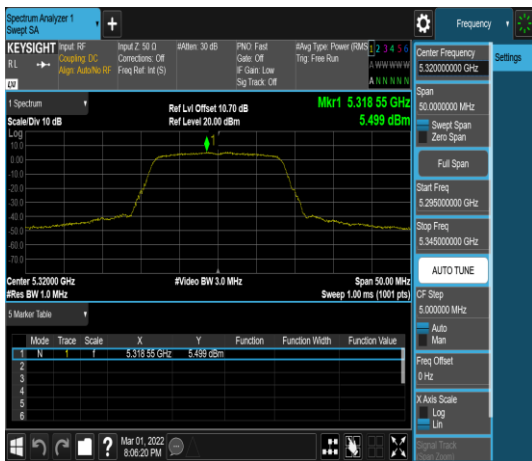 Spectrum Analyzer 1
Swept SA
+
Frequency
KEYSIGHT
RL
LXI
Input: RF
Coupling: DC
Align: Auto/No RF
Input Z: 50 Ω
Corrections: Off
Freq Ref: Int (S)
#Atten: 30 dB
PNO: Fast
Gate: Off
IF Gain: Low
Sig Track: Off
#Avg Type: Power (RMS
Trig: Free Run
1 2 3 4 5 6
A WWWWW
A N N N N N
1 Spectrum
Scale/Div 10 dB
Ref Lvl Offset 10.70 dB
Ref Level 20.00 dBm
Mkr1 5.318 55 GHz
5.499 dBm
Log
10.0
0.00
-10.0
-20.0
-30.0
-40.0
-50.0
-60.0
-70.0
1
Center 5.32000 GHz
#Res BW 1.0 MHz
#Video BW 3.0 MHz
Span 50.00 MHz
Sweep 1.00 ms (1001 pts)
5 Marker Table
Mode Trace Scale X Y Function Function Width Function Value
1 N 1 f 5.318 55 GHz 5.499 dBm
2
3
4
5
6
Mar 01, 2022
8:06:20 PM
Center Frequency
5.320000000 GHz
Span
50.0000000 MHz
Swept Span
Zero Span
Full Span
Start Freq
5.295000000 GHz
Stop Freq
5.345000000 GHz
AUTO TUNE
CF Step
5.000000 MHz
Auto
Man
Freq Offset
0 Hz
X Axis Scale
Log
Lin
Signal Track
(Span Zoom)
Settings